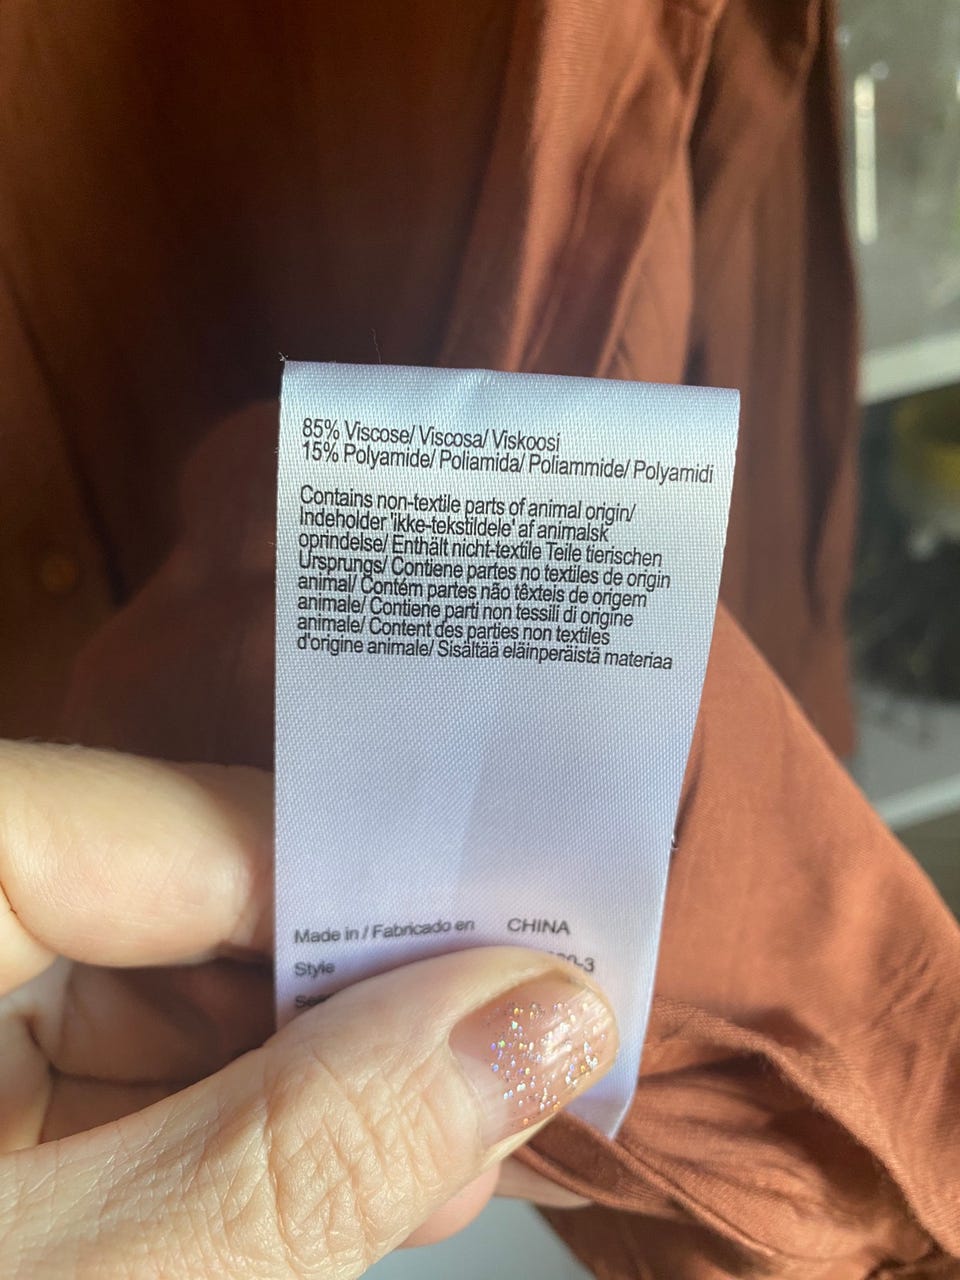 85% Viscose/ Viscosa/ Viskoosi
15% Polyamide/ Poliamida/ Poliammide/ Polyamidi
Contains non-textile parts of animal origin/
Indeholder 'ikke-tekstildele' af animalsk
oprindelse/ Enthält nicht-textile Teile tierischen
Ursprungs/ Contiene partes no textiles de origin
animal/ Contém partes não têxteis de origem
animale/ Contiene parti non tessili di origine
animale/ Content des parties non textiles
d'origine animale/ Sisältää eläinperäistä materiaa
Made in / Fabricado en CHINA
Style